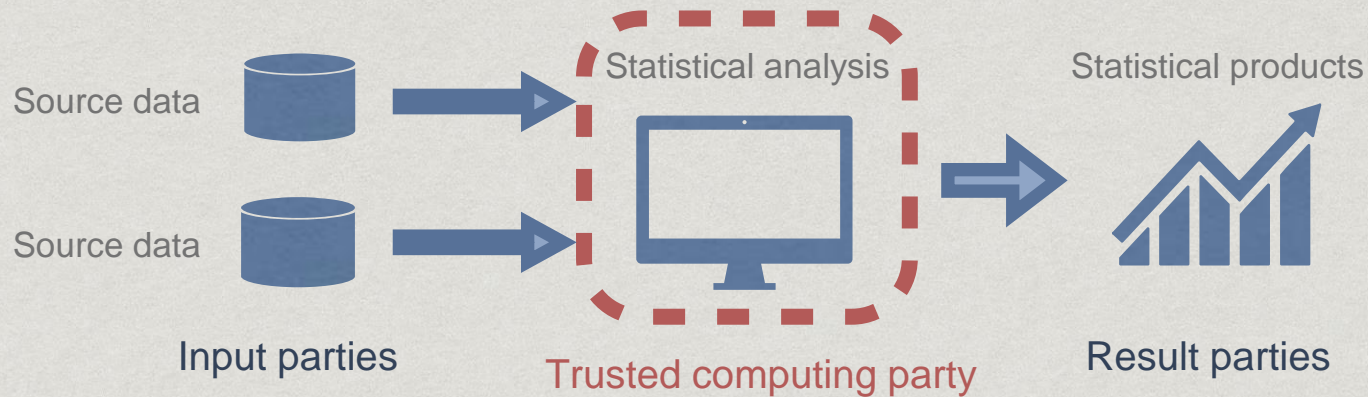 Statistical analysis
Statistical products
Source data
Source data
Input parties
Trusted computing party
Result parties